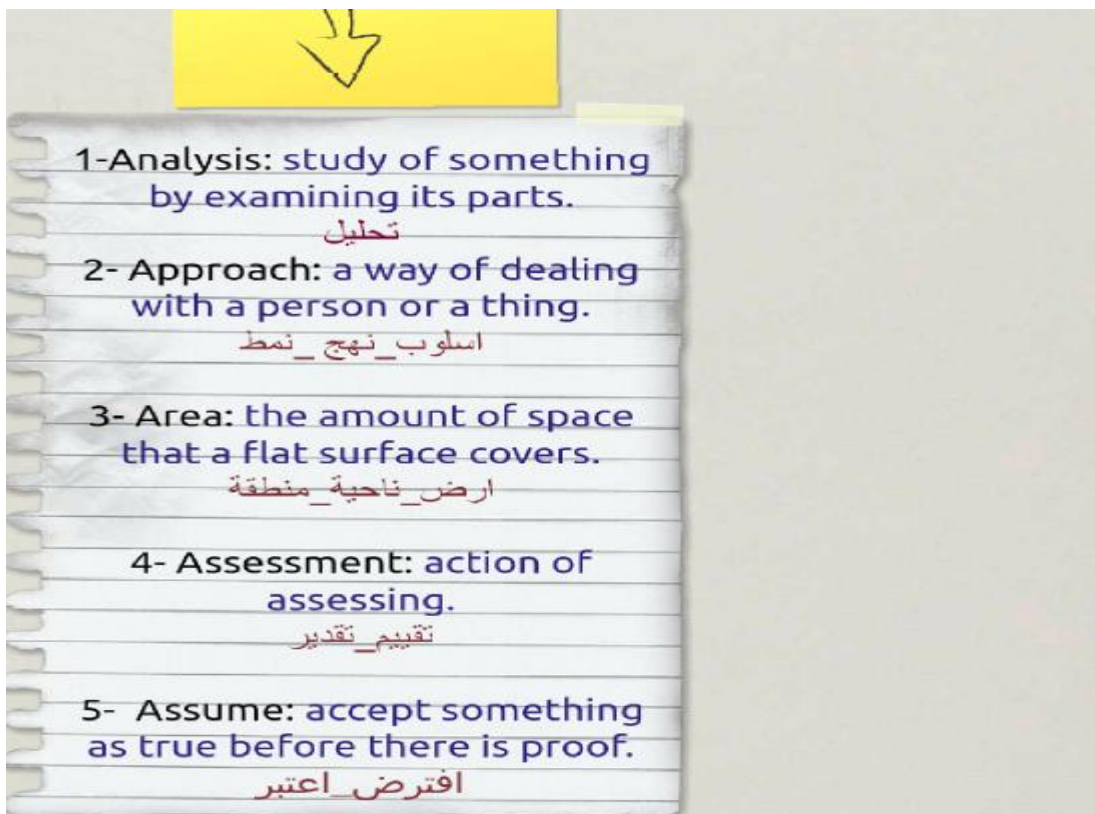 1-Analysis: study of something
by examining its parts.
تحليل
2- Approach: a way of dealing
with a person or a thing.
اسلوب_نهج _نمط
3- Area: the amount of space
that a flat surface covers.
ارض_ناحية_منطقة
4- Assessment: action of
assessing.
تقييم_تقدير
5- Assume: accept something
as true before there is proof.
افترض_اعتبر